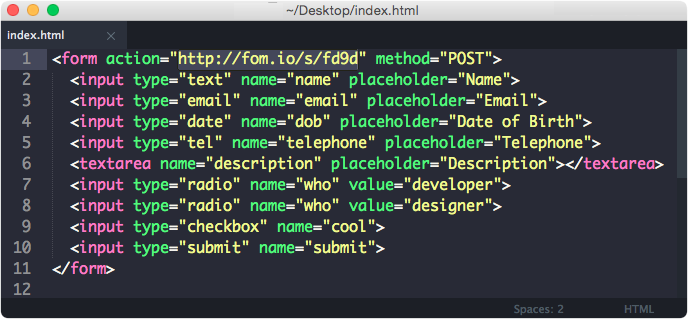 ~/Desktop/index.html
index.html ×
1 <form action="http://fom.io/s/fd9d" method="POST">
2   <input type="text" name="name" placeholder="Name">
3   <input type="email" name="email" placeholder="Email">
4   <input type="date" name="dob" placeholder="Date of Birth">
5   <input type="tel" name="telephone" placeholder="Telephone">
6   <textarea name="description" placeholder="Description"></textarea>
7   <input type="radio" name="who" value="developer">
8   <input type="radio" name="who" value="designer">
9   <input type="checkbox" name="cool">
10   <input type="submit" name="submit">
11 </form>
12
Spaces: 2 HTML